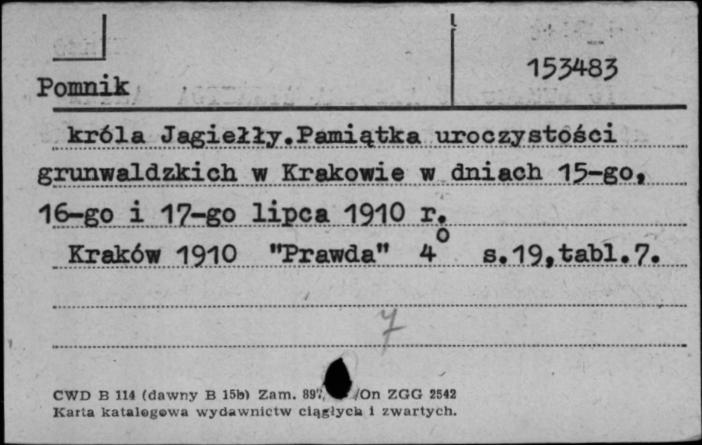 153483
Pomnik
króla Jagiełły.Pamiątka uroczystości
grunwaldzkich w Krakowie w dniach 15-go,
16-go i 17-go lipca 1910 r.
Kraków 1910 "Prawda" 4° s.19,tabl.7.
7
CWD B 114 (dawny B 15b) Zam. /On ZGG 2542
Karta katalogowa wydawnictw ciągłych i zwartych.